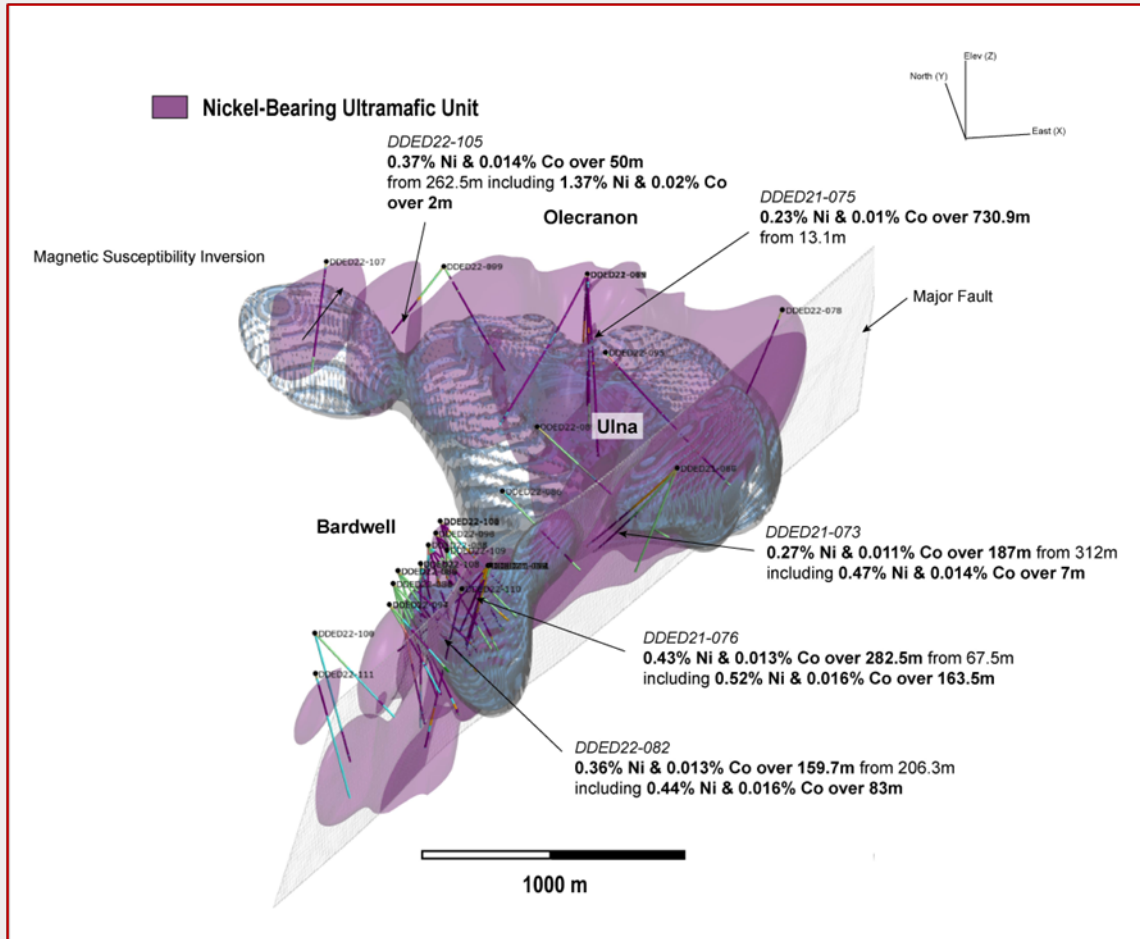 Elev (Z)
North (Y)
East (X)
Nickel-Bearing Ultramafic Unit
DDED22-105
0.37% Ni & 0.014% Co over 50m
from 262.5m including 1.37% Ni & 0.02% Co
over 2m
Olecranon
DDED21-075
0.23% Ni & 0.01% Co over 730.9m
from 13.1m
Magnetic Susceptibility Inversion
DDED22-107
Major Fault
DDED22-078
Ulna
Bardwell
DDED22-109
DDED22-110
DDED22-111
DDED21-073
0.27% Ni & 0.011% Co over 187m from 312m
including 0.47% Ni & 0.014% Co over 7m
DDED21-076
0.43% Ni & 0.013% Co over 282.5m from 67.5m
including 0.52% Ni & 0.016% Co over 163.5m
DDED22-082
0.36% Ni & 0.013% Co over 159.7m from 206.3m
including 0.44% Ni & 0.016% Co over 83m
1000 m